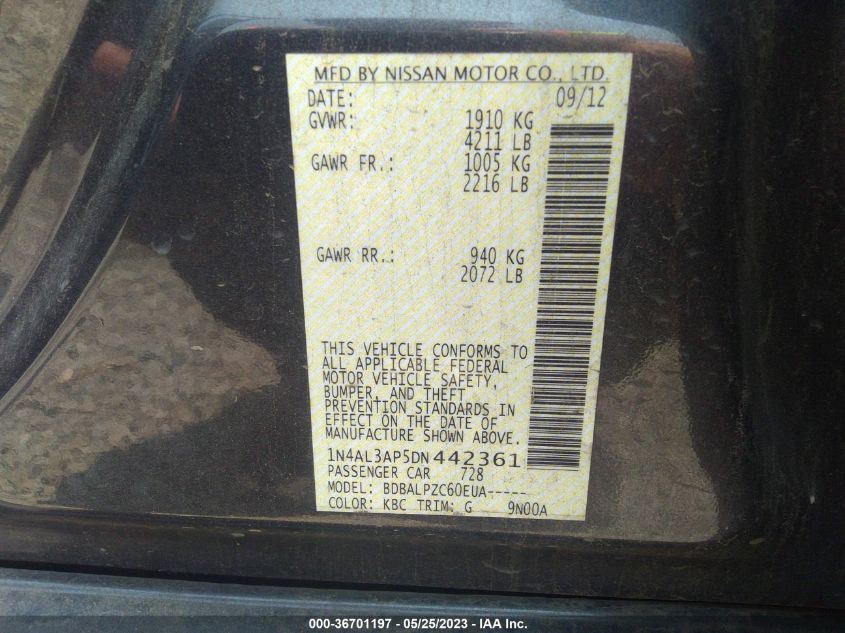 MFD BY NISSAN MOTOR CO., LTD.
DATE: 09/12
GVWR: 1910 KG
4211 LB
GAWR FR.: 1005 KG
2216 LB
GAWR RR.: 940 KG
2072 LB
THIS VEHICLE CONFORMS TO
ALL APPLICABLE FEDERAL
MOTOR VEHICLE SAFETY,
BUMPER, AND THEFT
PREVENTION STANDARDS IN
EFFECT ON THE DATE OF
MANUFACTURE SHOWN ABOVE.
1N4AL3AP5DN442361
PASSENGER CAR 728
MODEL: BDBALPZC60EUA-----
COLOR: KBC TRIM: G 9N00A
000-36701197 - 05/25/2023 - IAA Inc.